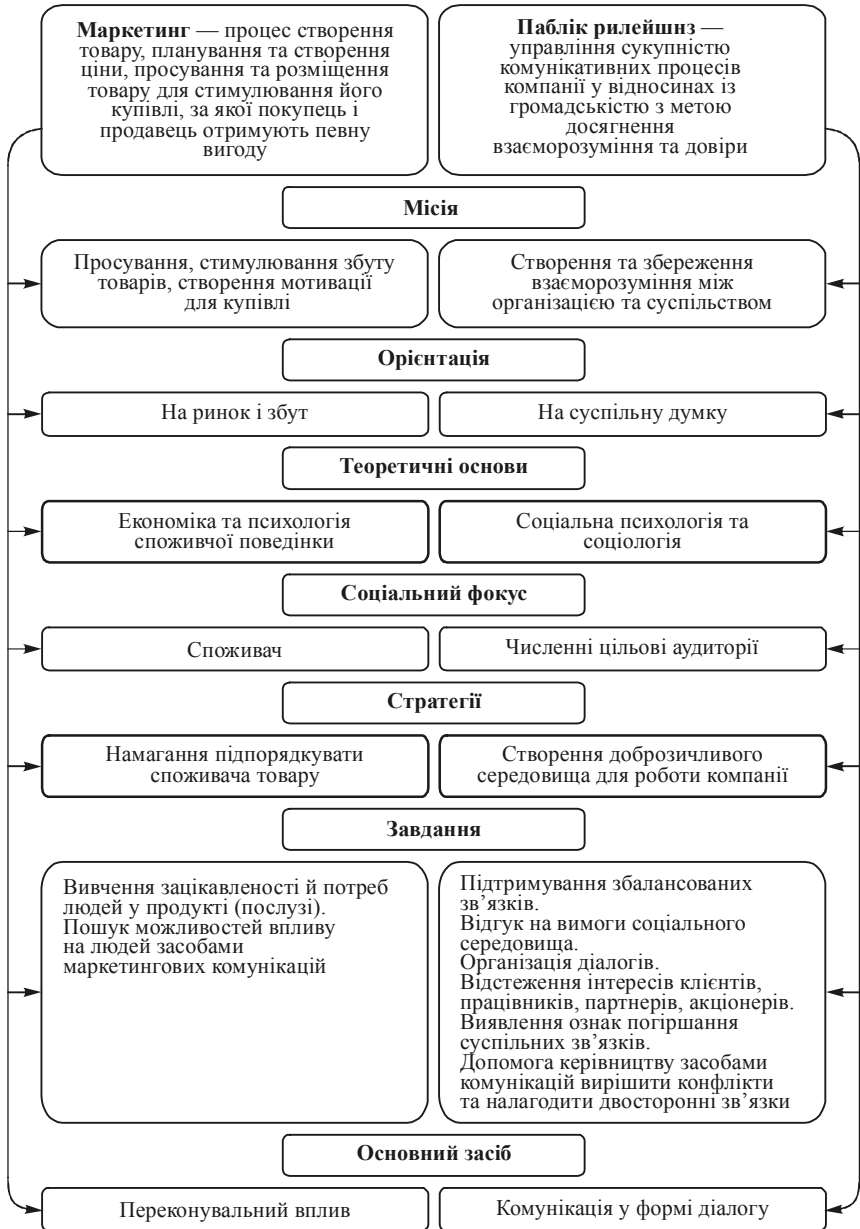 Маркетинг — процес створення
товару, планування та створення
ціни, просування та розміщення
товару для стимулювання його
купівлі, за якої покупець і
продавець отримують певну
вигоду
Паблік рилейшнз —
управління сукупністю
комунікативних процесів
компанії у відносинах із
громадськістю з метою
досягнення
взаєморозуміння та довіри
Місія
Просування, стимулювання збуту
товарів, створення мотивації
для купівлі
Створення та збереження
взаєморозуміння між
організацією та суспільством
Орієнтація
На ринок і збут
На суспільну думку
Теоретичні основи
Економіка та психологія
споживчої поведінки
Соціальна психологія та
соціологія
Соціальний фокус
Споживач
Численні цільові аудиторії
Стратегії
Намагання підпорядкувати
споживача товару
Створення доброзичливого
середовища для роботи компанії
Завдання
Вивчення зацікавленості й потреб
людей у продукті (послузі).
Пошук можливостей впливу
на людей засобами
маркетингових комунікацій
Підтримування збалансованих
зв’язків.
Відгук на вимоги соціального
середовища.
Організація діалогів.
Відстеження інтересів клієнтів,
працівників, партнерів, акціонерів.
Виявлення ознак погіршання
суспільних зв’язків.
Допомога керівництву засобами
комунікацій вирішити конфлікти
та налагодити двосторонні зв’язки
Основний засіб
Переконувальний вплив
Комунікація у формі діалогу